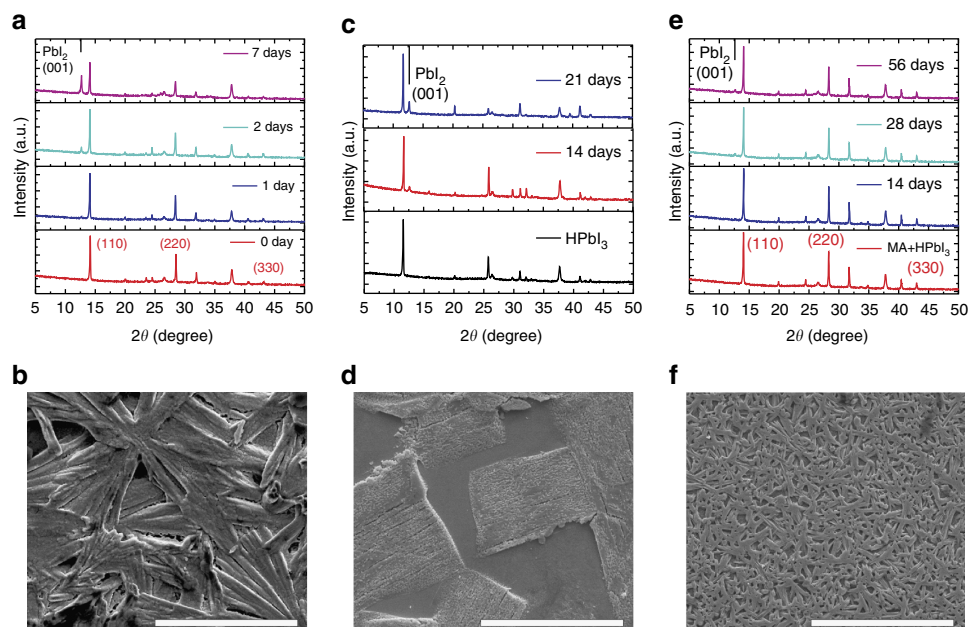 a
PbI2
(001)
7 days
2 days
1 day
0 day
(110)
(220)
(330)
Intensity (a.u.)
5 10 15 20 25 30 35 40 45 50
2θ (degree)
c
PbI2
(001)
21 days
14 days
HPbI3
Intensity (a.u.)
5 10 15 20 25 30 35 40 45 50
2θ (degree)
e
PbI2
(001)
56 days
28 days
14 days
MA+HPbI3
(110)
(220)
(330)
Intensity (a.u.)
5 10 15 20 25 30 35 40 45 50
2θ (degree)
b
d
f